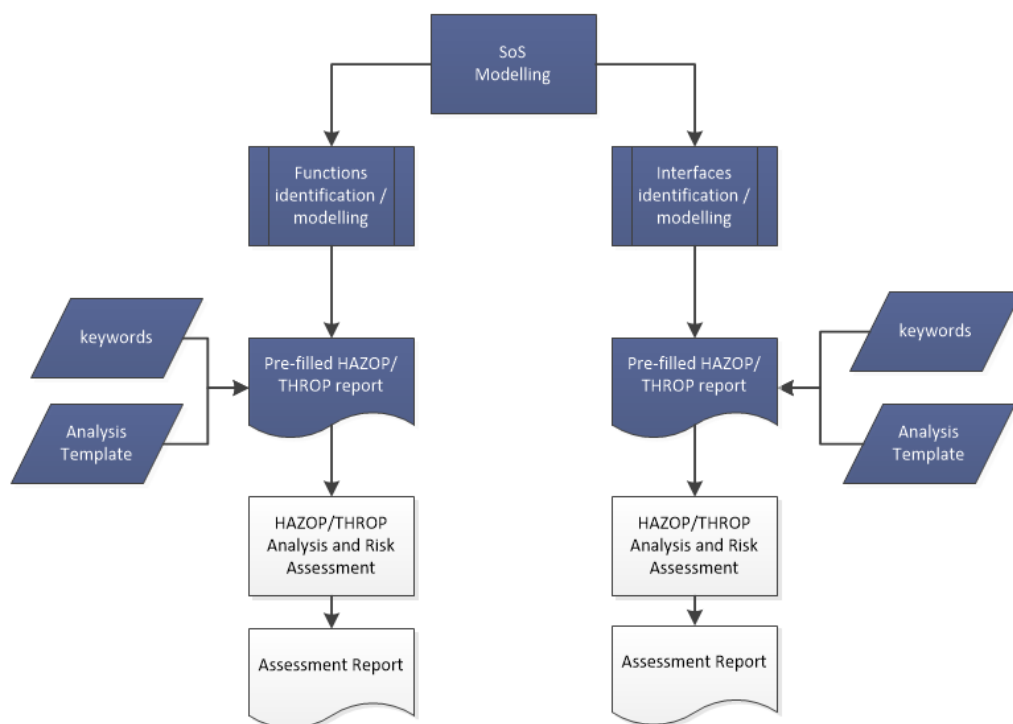 SoS
Modelling
Functions
identification /
modelling
Interfaces
identification /
modelling
keywords
Pre-filled HAZOP/
THROP report
Pre-filled HAZOP/
THROP report
keywords
Analysis
Template
Analysis
Template
HAZOP/THROP
Analysis and Risk
Assessment
HAZOP/THROP
Analysis and Risk
Assessment
Assessment Report
Assessment Report